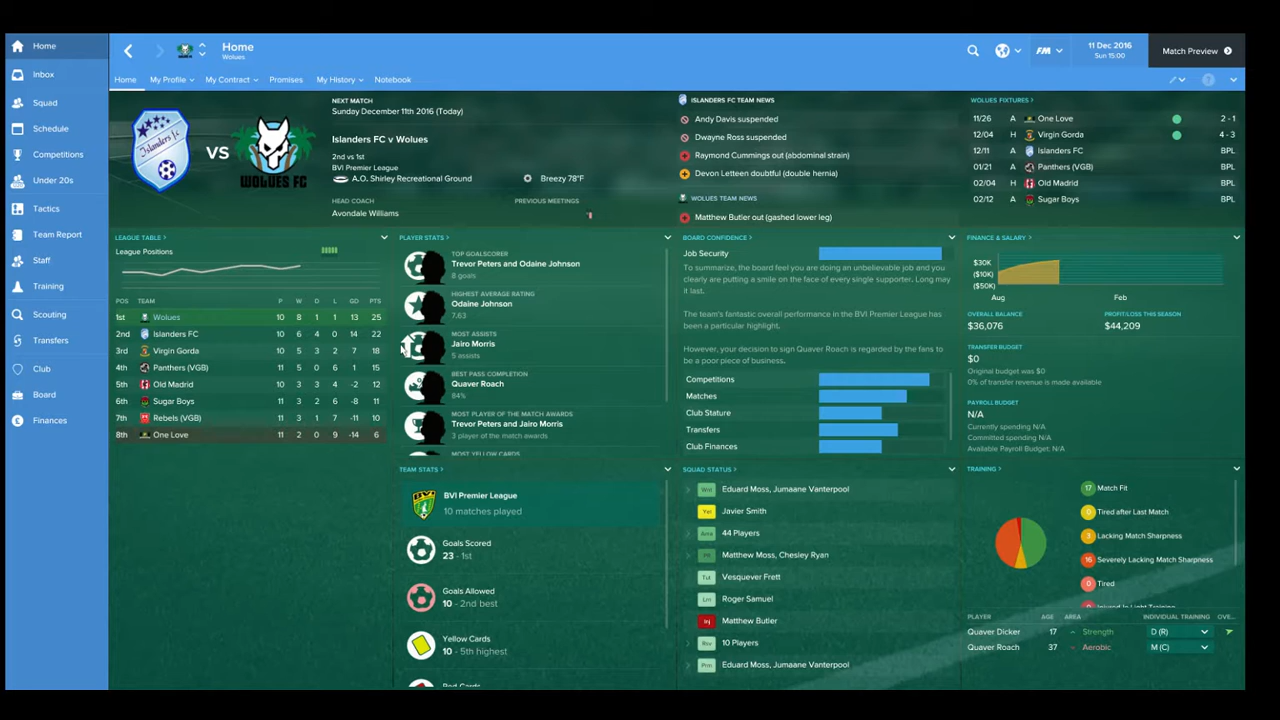 Home
Inbox
Squad
Schedule
Competitions
Under 20s
Tactics
Team Report
Staff
Training
Scouting
Transfers
Club
Board
Finances
Home
Wolues
FM
11 Dec 2016
Sun 15:00
Match Preview
Home My Profile My Contract Promises My History Notebook
Islanders FC
VS
WOLUES FC
NEXT MATCH
Sunday December 11th 2016 (Today)
Islanders FC v Wolues
2nd vs 1st
BVI Premier League
A.O. Shirley Recreational Ground
Breezy 78°F
HEAD COACH
Avondale Williams
PREVIOUS MEETINGS
ISLANDERS FC TEAM NEWS
Andy Davis suspended
Dwayne Ross suspended
Raymond Cummings out (abdominal strain)
Devon Letteen doubtful (double hernia)
WOLUES TEAM NEWS
Matthew Butler out (gashed lower leg)
WOLUES FIXTURES
11/26 A One Love 2 - 1
12/04 H Virgin Gorda 4 - 3
12/11 A Islanders FC BPL
01/21 A Panthers (VGB) BPL
02/04 H Old Madrid BPL
02/12 A Sugar Boys BPL
LEAGUE TABLE
League Positions
POS TEAM P W D L GD PTS
1st Wolues 10 8 1 1 13 25
2nd Islanders FC 10 6 4 0 14 22
3rd Virgin Gorda 10 5 3 2 7 18
4th Panthers (VGB) 11 5 0 6 1 15
5th Old Madrid 10 3 3 4 -2 12
6th Sugar Boys 11 3 2 6 -8 11
7th Rebels (VGB) 11 3 1 7 -11 10
8th One Love 11 2 0 9 -14 6
PLAYER STATS
TOP GOALSCORER
Trevor Peters and Odaine Johnson
8 goals
HIGHEST AVERAGE RATING
Odaine Johnson
7.63
MOST ASSISTS
Jairo Morris
5 assists
BEST PASS COMPLETION
Quaver Roach
84%
MOST PLAYER OF THE MATCH AWARDS
Trevor Peters and Jairo Morris
3 player of the match awards
MOST YELLOW CARDS
BOARD CONFIDENCE
Job Security
To summarize, the board feel you are doing an unbelievable job and you
clearly are putting a smile on the face of every single supporter. Long may
it last.
The team's fantastic overall performance in the BVI Premier League has
been a particular highlight.
However, your decision to sign Quaver Roach is regarded by the fans to
be a poor piece of business.
Competitions
Matches
Club Stature
Transfers
Club Finances
FINANCE & SALARY
$30K
($10K)
($50K)
Aug Feb
OVERALL BALANCE
$36,076
PROFIT/LOSS THIS SEASON
$44,209
TRANSFER BUDGET
$0
Original budget was $0
0% of transfer revenue is made available
PAYROLL BUDGET
N/A
Currently spending N/A
Committed spending N/A
Available Payroll Budget, N/A
TEAM STATS
BVI
BVI Premier League
10 matches played
Goals Scored
23 - 1st
Goals Allowed
10 - 2nd best
Yellow Cards
10 - 5th highest
Red Cards
SQUAD STATUS
Wnt Eduard Moss, Jumaane Vanterpool
Yel Javier Smith
44 Players
Matthew Moss, Chesley Ryan
Tut Vesquever Frett
Lrn Roger Samuel
Inj Matthew Butler
Rsv 10 Players
Prm Eduard Moss, Jumaane Vanterpool
TRAINING
17 Match Fit
0 Tired after Last Match
3 Lacking Match Sharpness
16 Severely Lacking Match Sharpness
0 Tired
Injured In Light Training
PLAYER AGE AREA INDIVIDUAL TRAINING OVE...
Quaver Dicker 17 Strength D (R)
Quaver Roach 37 Aerobic M (C)